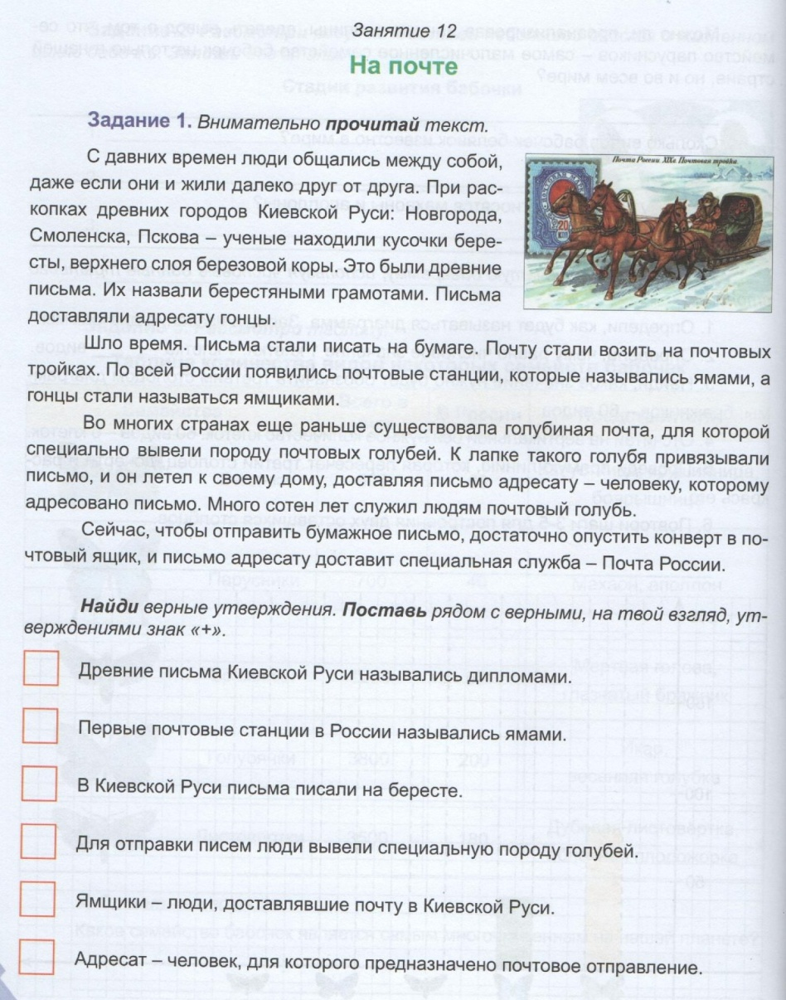 Занятие 12
На почте
Задание 1. Внимательно прочитай текст.
С давних времен люди общались между собой,
даже если они и жили далеко друг от друга. При рас-
копках древних городов Киевской Руси: Новгорода,
Смоленска, Пскова – ученые находили кусочки бере-
сты, верхнего слоя березовой коры. Это были древние
письма. Их назвали берестяными грамотами. Письма
доставляли адресату гонцы.
Почта России XIXв. Почтовая тройка
20
КОП
Шло время. Письма стали писать на бумаге. Почту стали возить на почтовых
тройках. По всей России появились почтовые станции, которые назывались ямами, а
гонцы стали называться ямщиками.
Во многих странах еще раньше существовала голубиная почта, для которой
специально вывели породу почтовых голубей. К лапке такого голубя привязывали
письмо, и он летел к своему дому, доставляя письмо адресату – человеку, которому
адресовано письмо. Много сотен лет служил людям почтовый голубь.
Сейчас, чтобы отправить бумажное письмо, достаточно опустить конверт в по-
чтовый ящик, и письмо адресату доставит специальная служба – Почта России.
Найди верные утверждения. Поставь рядом с верными, на твой взгляд, ут-
верждениями знак «+».
Древние письма Киевской Руси назывались дипломами.
Первые почтовые станции в России назывались ямами.
В Киевской Руси письма писали на бересте.
Для отправки писем люди вывели специальную породу голубей.
Ямщики – люди, доставлявшие почту в Киевской Руси.
Адресат – человек, для которого предназначено почтовое отправление.